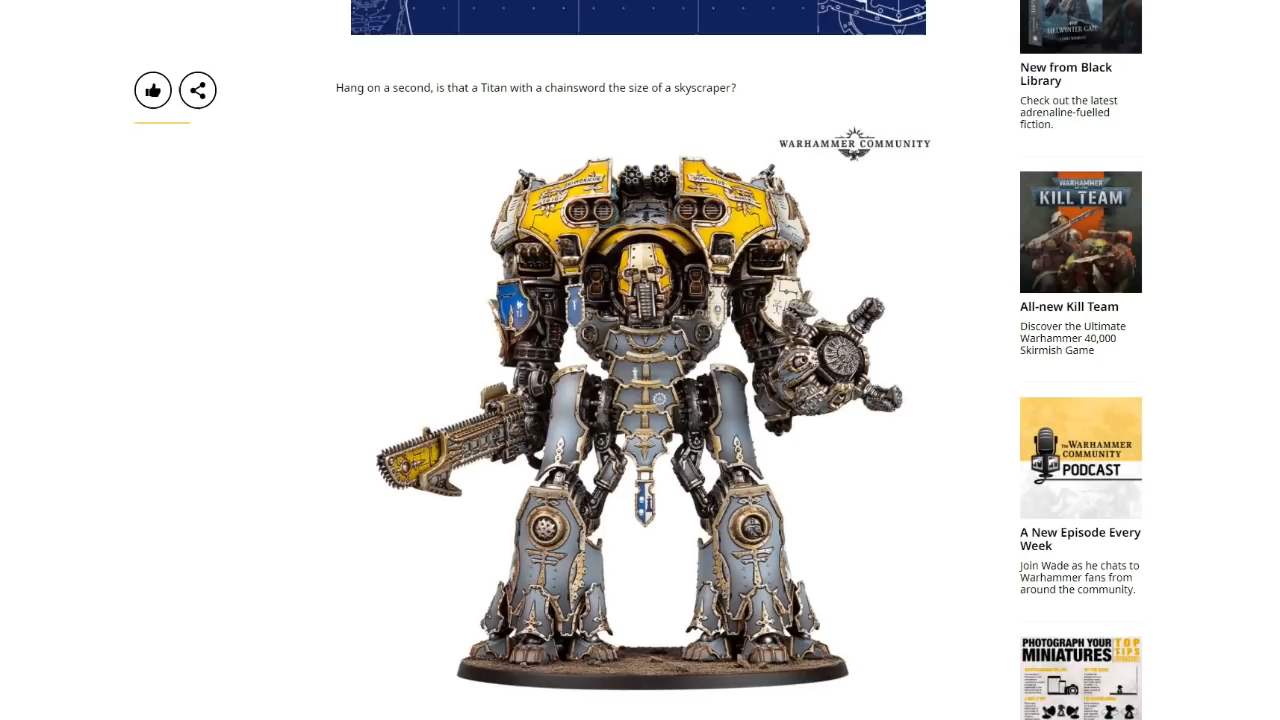 Hang on a second, is that a Titan with a chainsword the size of a skyscraper?
WARHAMMER COMMUNITY
New from Black
Library
Check out the latest
adrenaline-fuelled
fiction.
WARHAMMER
KILL TEAM
All-new Kill Team
Discover the Ultimate
Warhammer 40,000
Skirmish Game
THE WARHAMMER
COMMUNITY
PODCAST
A New Episode Every
Week
Join Wade as he chats to
Warhammer fans from
around the community.
PHOTOGRAPH YOUR
MINIATURES
TOP
TIPS